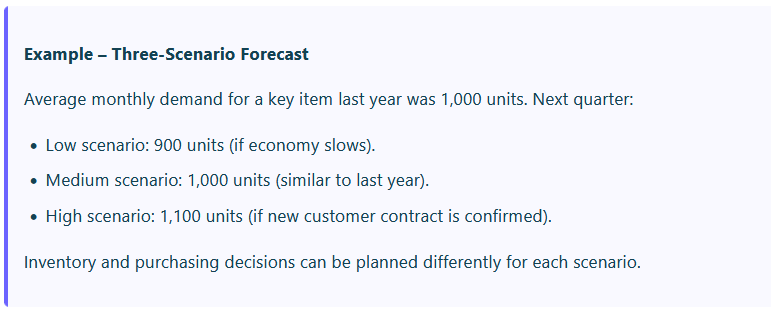 Example – Three-Scenario Forecast
Average monthly demand for a key item last year was 1,000 units. Next quarter:
• Low scenario: 900 units (if economy slows).
• Medium scenario: 1,000 units (similar to last year).
• High scenario: 1,100 units (if new customer contract is confirmed).
Inventory and purchasing decisions can be planned differently for each scenario.